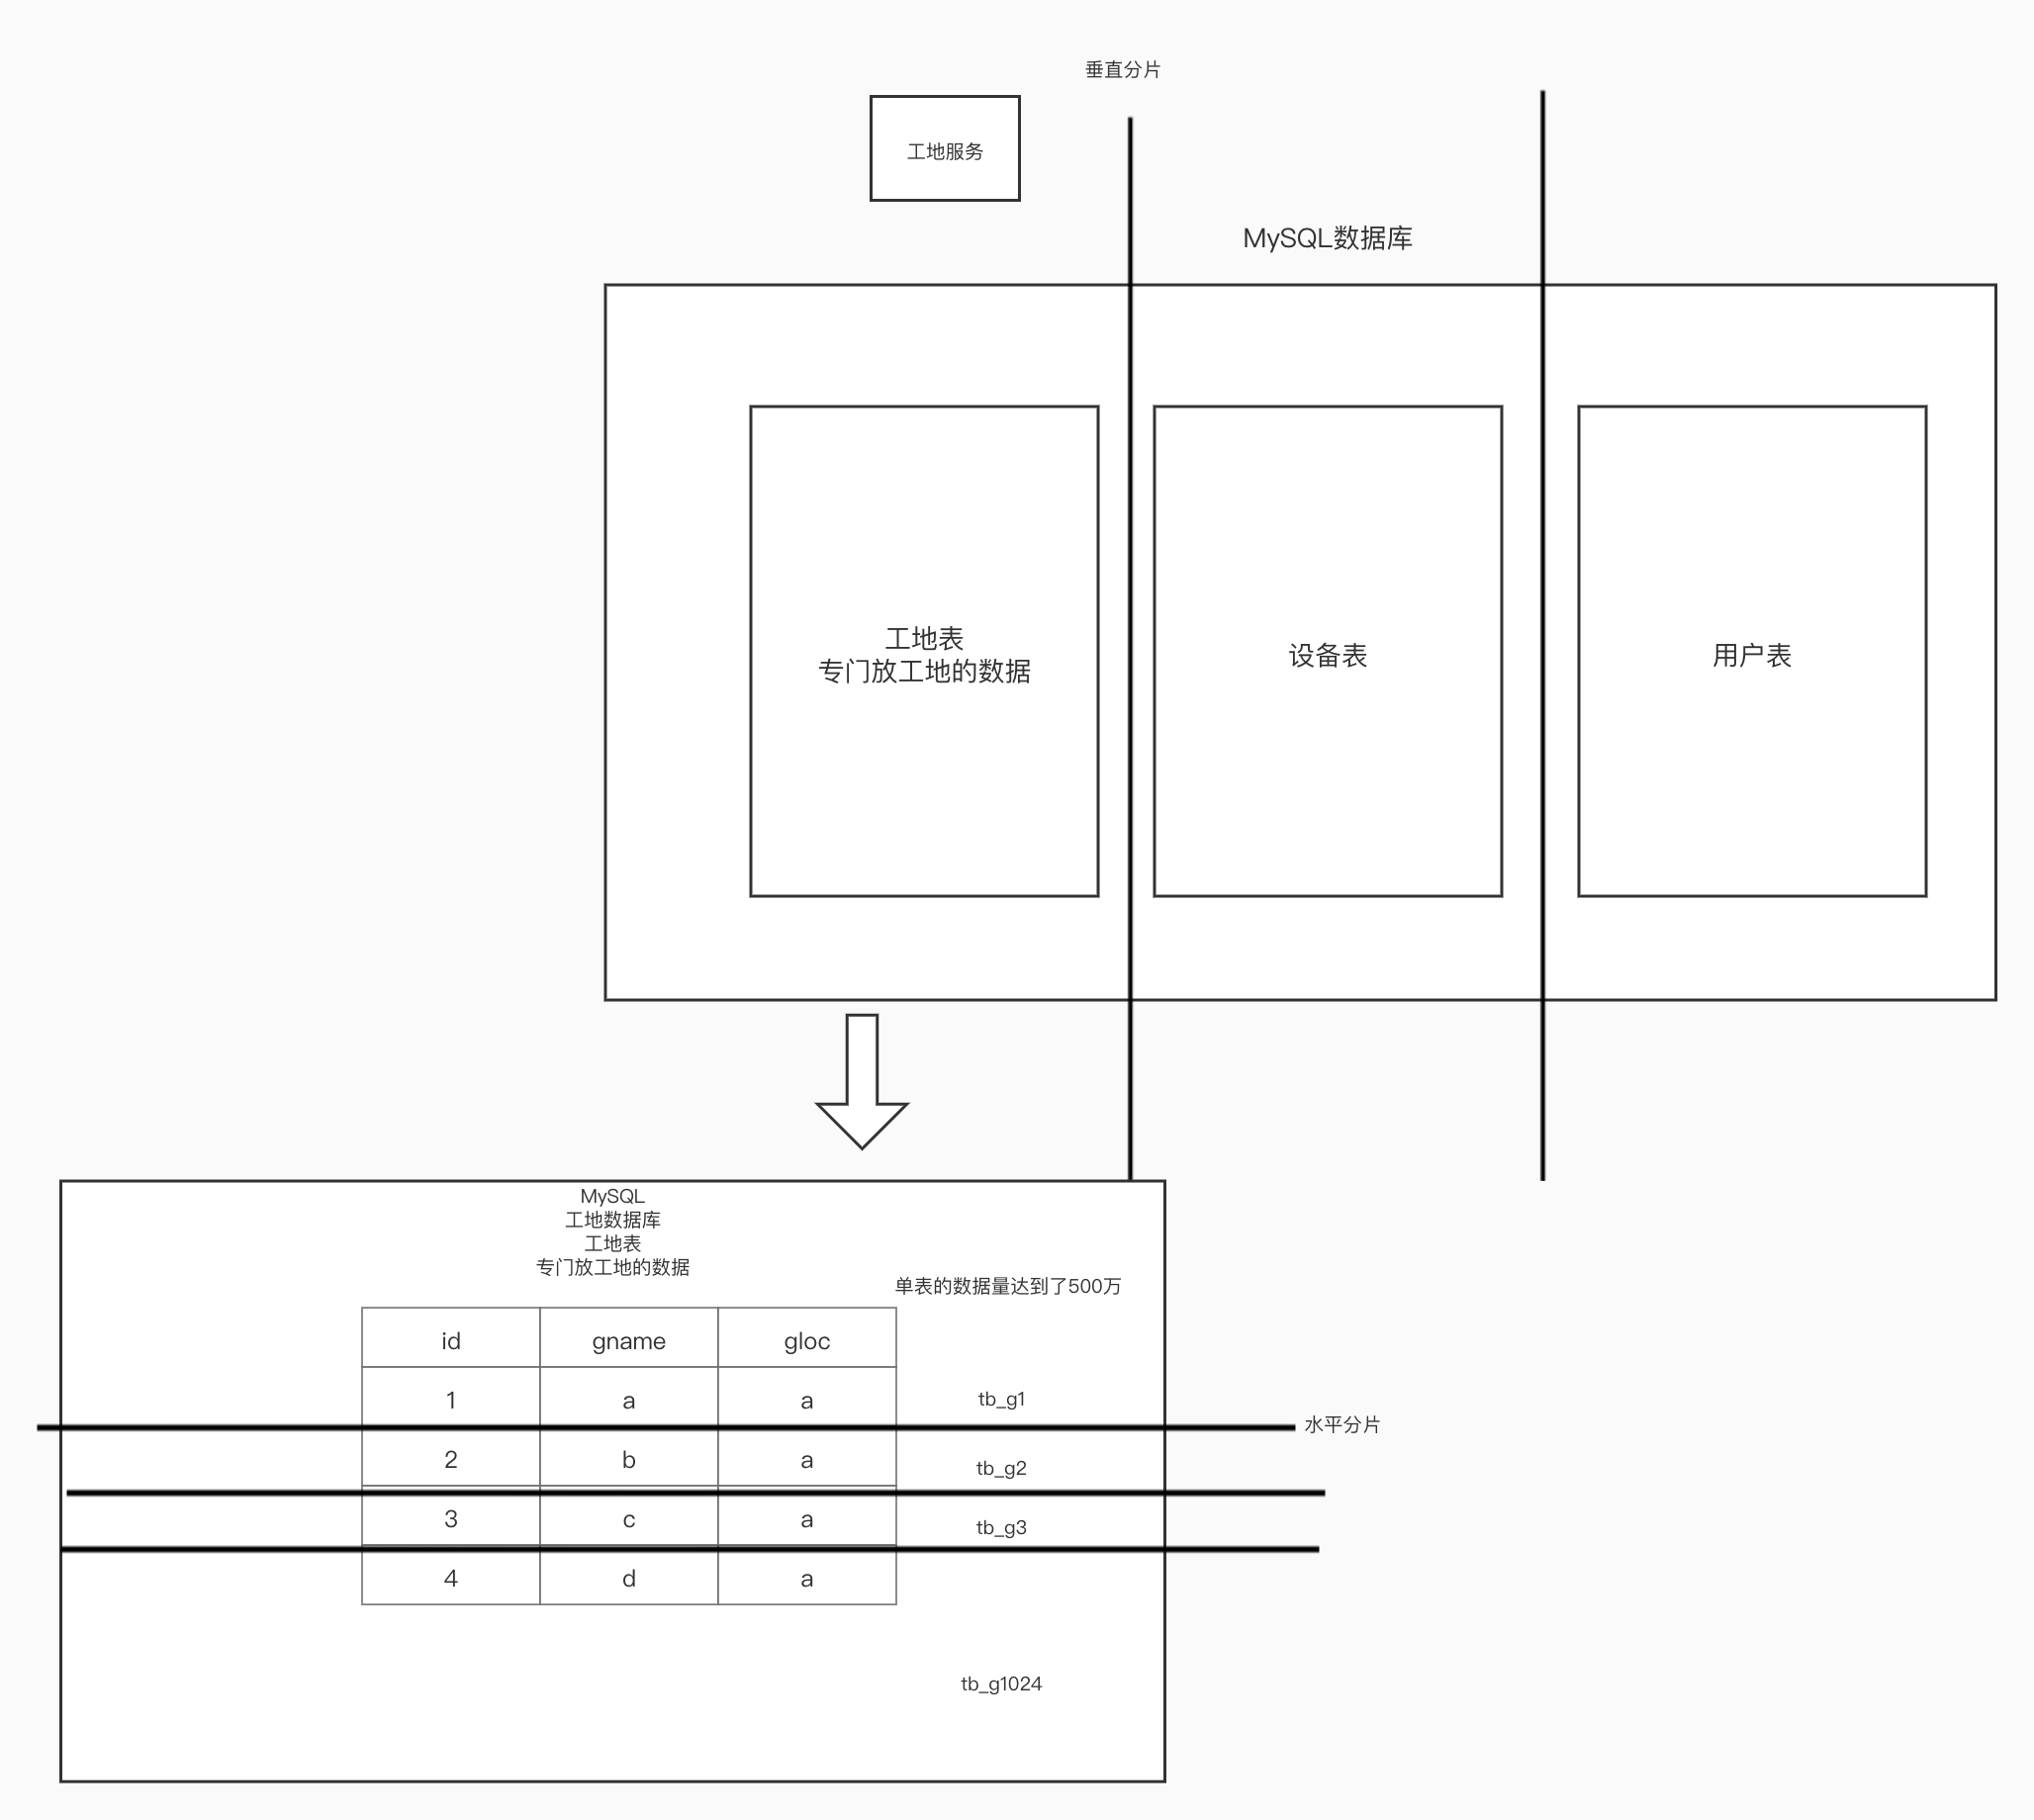 垂直分片
工地服务
MySQL数据库
工地表
专门放工地的数据
设备表
用户表
MySQL
工地数据库
工地表
专门放工地的数据
单表的数据量达到了500万
id gname gloc
1 a a tb_g1
水平分片
2 b a tb_g2
3 c a tb_g3
4 d a
tb_g1024